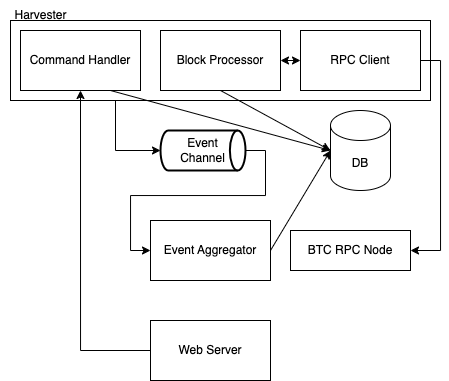 Harvester
Command Handler
Block Processor
RPC Client
Event
Channel
DB
Event Aggregator
BTC RPC Node
Web Server